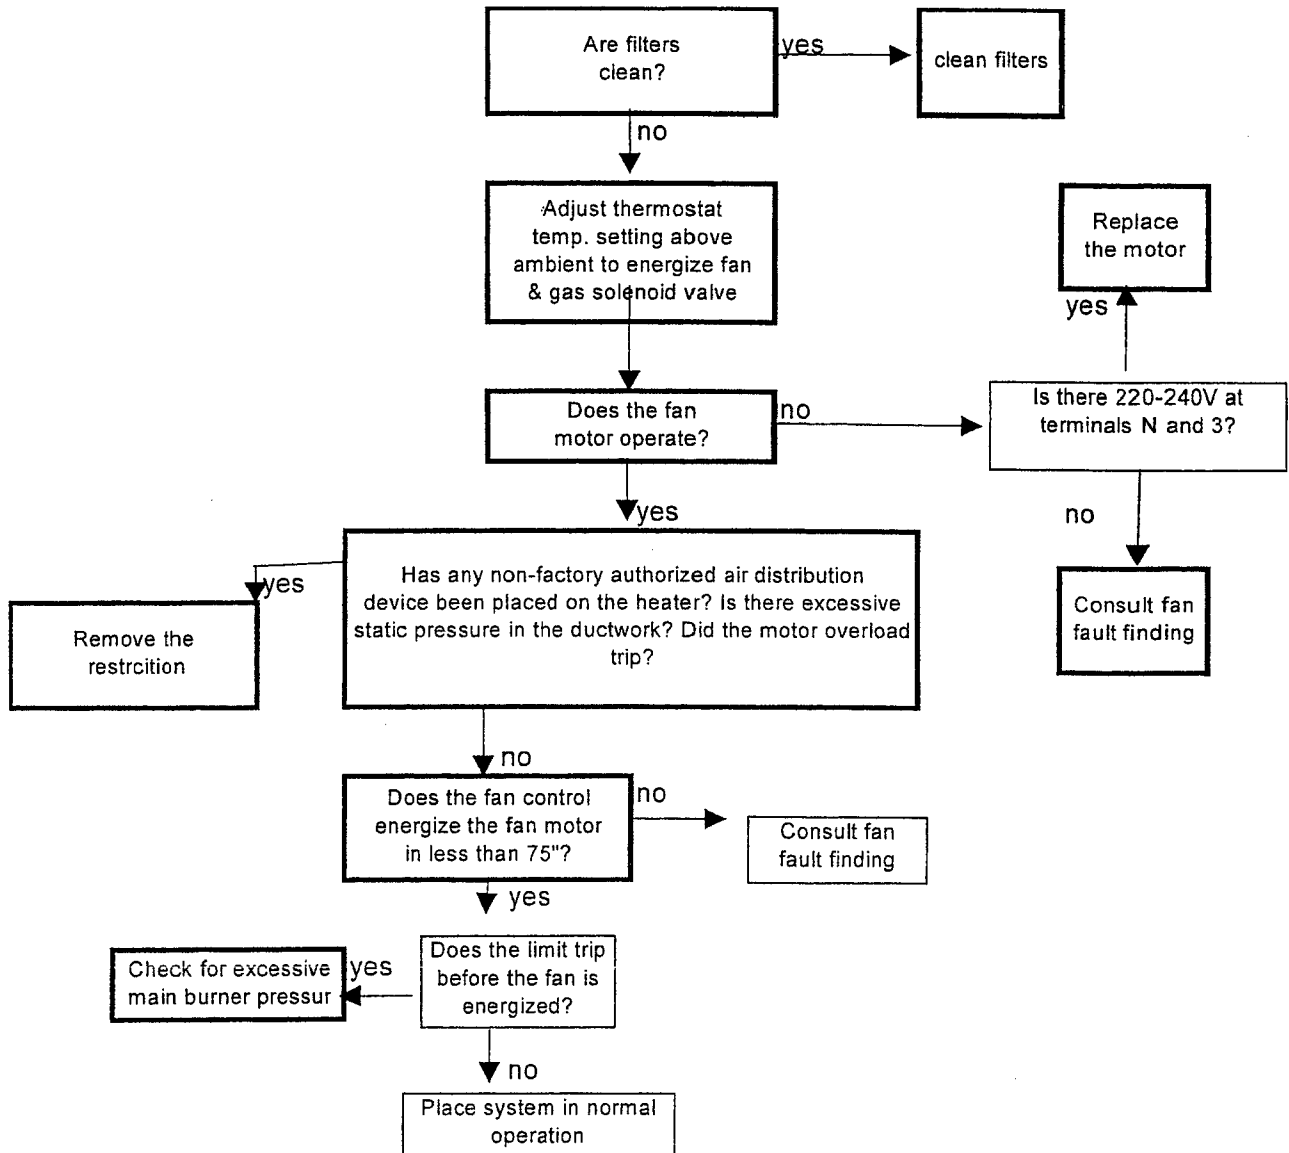 Are filters
clean?
yes
clean filters
no
Adjust thermostat
temp. setting above
ambient to energize fan
& gas solenoid valve
Replace
the motor
yes
Does the fan
motor operate?
no
Is there 220-240V at
terminals N and 3?
no
Consult fan
fault finding
yes
Has any non-factory authorized air distribution
device been placed on the heater? Is there excessive
static pressure in the ductwork? Did the motor overload
trip?
yes
Remove the
restrcition
no
Does the fan control
energize the fan motor
in less than 75"?
no
Consult fan
fault finding
yes
Does the limit trip
before the fan is
energized?
yes
Check for excessive
main burner pressur
no
Place system in normal
operation